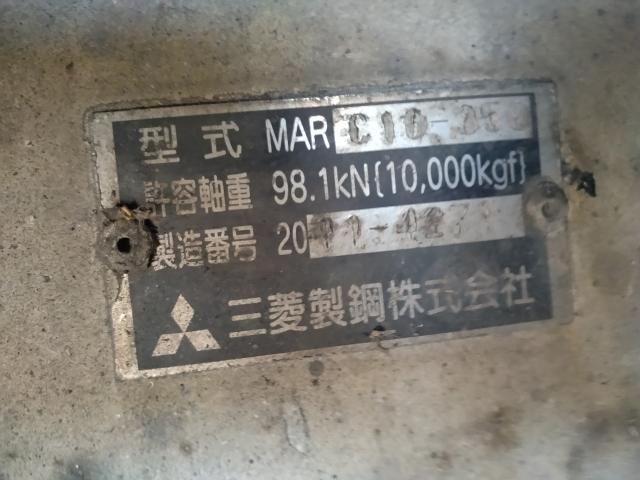 型式 MAR
許容軸重 98.1kN{10,000kgf}
製造番号 20
三菱製鋼株式会社